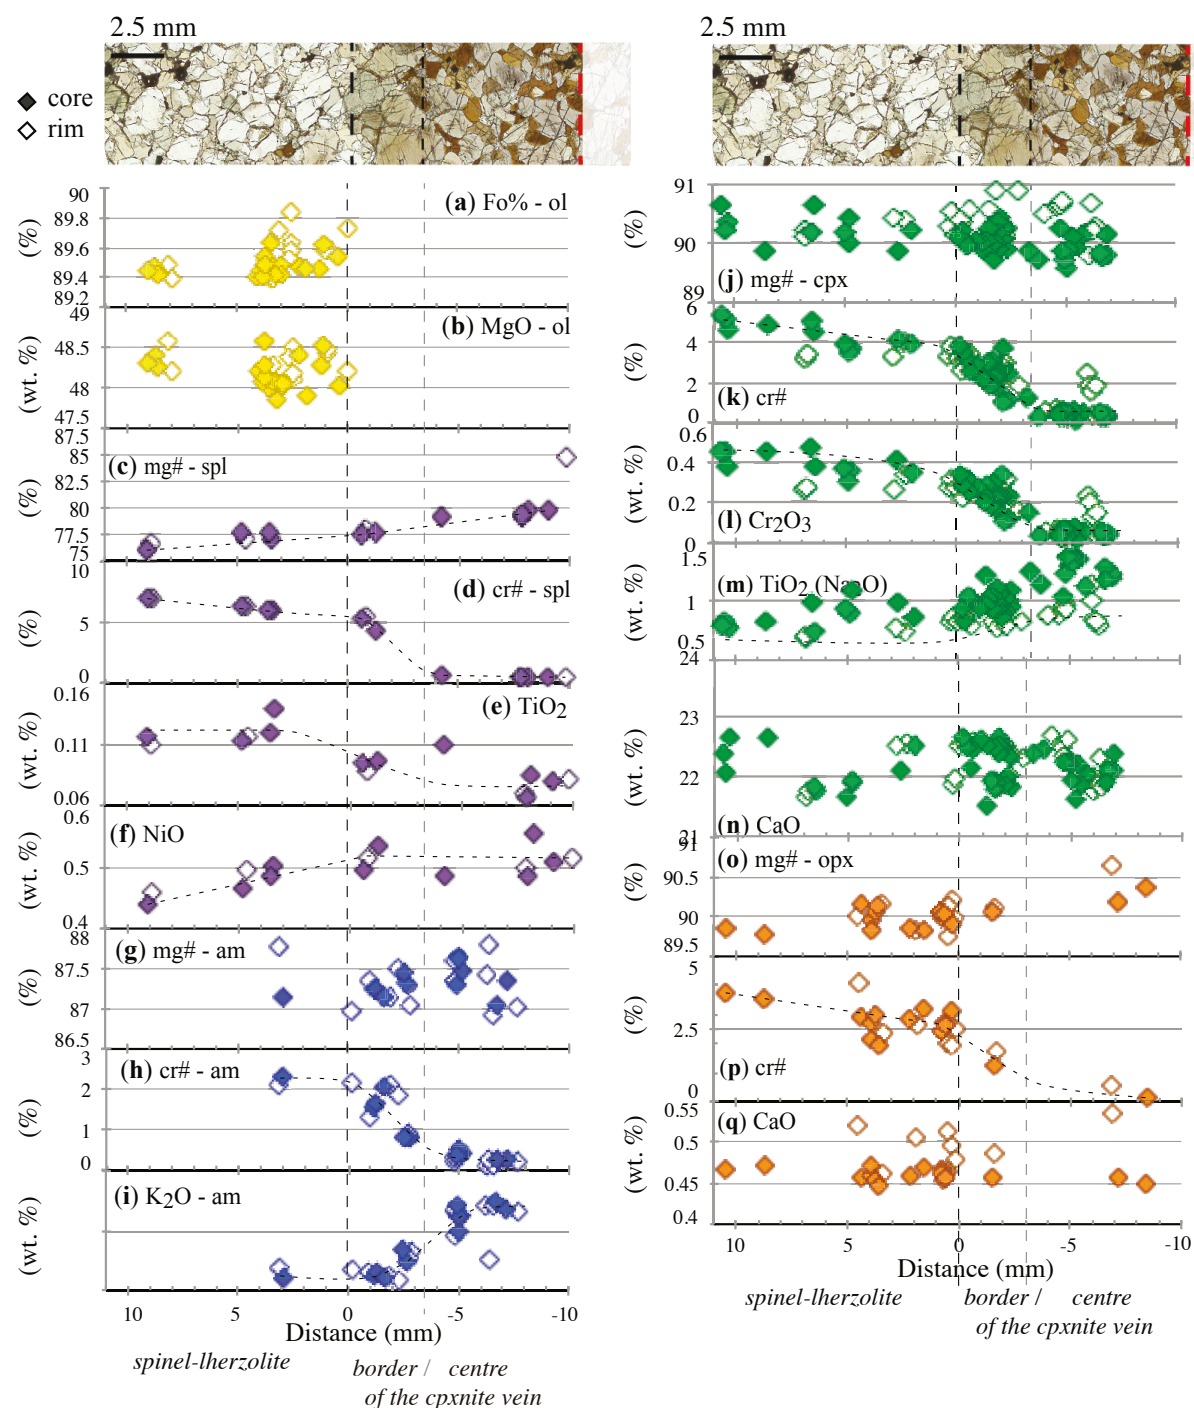 2.5 mm
core
rim
90
89.8
89.6
89.4
89.2
(%)
(a) Fo% - ol
49
48.5
48
47.5
(wt. %)
(b) MgO - ol
87.5
85
82.5
80
77.5
75
(%)
(c) mg# - spl
10
5
0
(%)
(d) cr# - spl
0.16
0.11
0.06
(wt. %)
(e) TiO2
0.6
0.5
0.4
(wt. %)
(f) NiO
88
87.5
87
86.5
(%)
(g) mg# - am
3
2
1
0
(%)
(h) cr# - am
(wt. %)
(i) K2O - am
10 5 0 -5 -10
Distance (mm)
spinel-lherzolite
border / centre
of the cpxnite vein
2.5 mm
91
90
89
(%)
(j) mg# - cpx
6
4
2
0
(%)
(k) cr#
0.6
0.4
0.2
0
(wt. %)
(l) Cr2O3
1.5
1
0.5
(wt. %)
(m) TiO2 (Na2O)
24
23
22
21
(wt. %)
(n) CaO
91
90.5
90
89.5
(%)
(o) mg# - opx
5
2.5
0
(%)
(p) cr#
0.55
0.5
0.45
0.4
(wt. %)
(q) CaO
10 5 0 -5 -10
Distance (mm)
spinel-lherzolite
border / centre
of the cpxnite vein